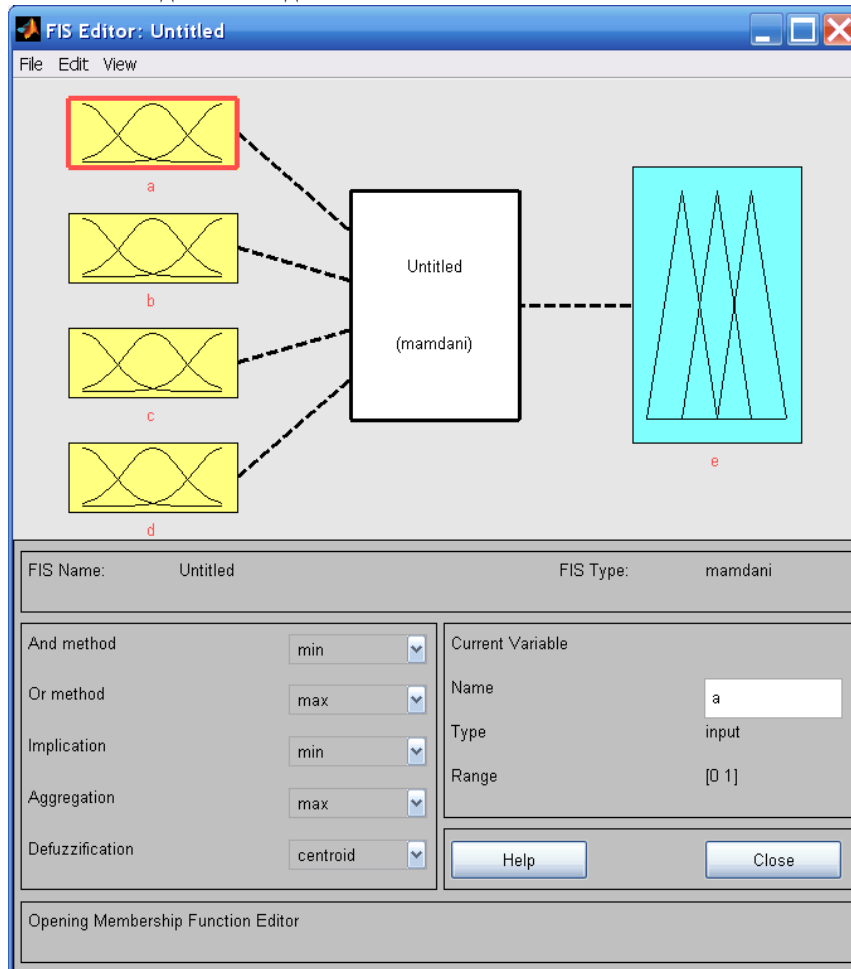 FIS Editor: Untitled
File Edit View
a
b
c
d
Untitled
(mamdani)
e
FIS Name: Untitled FIS Type: mamdani
And method min
Or method max
Implication min
Aggregation max
Defuzzification centroid
Current Variable
Name a
Type input
Range [0 1]
Help Close
Opening Membership Function Editor